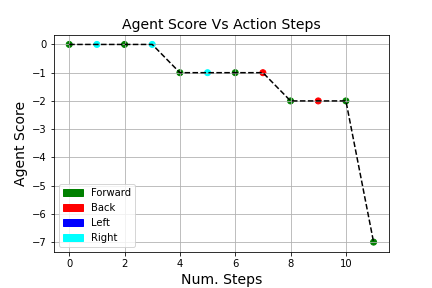 Agent Score Vs Action Steps
Agent Score
0
−1
−2
−3
−4
−5
−6
−7
Forward
Back
Left
Right
0 2 4 6 8 10
Num. Steps